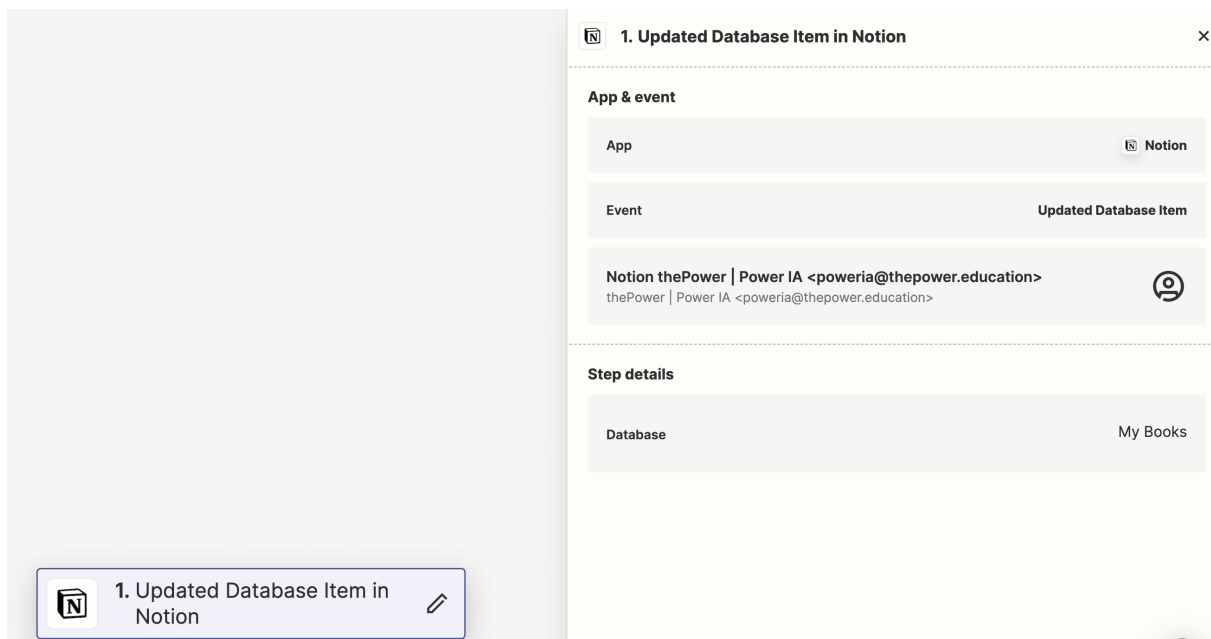 1. Updated Database Item in Notion
App & event
App
Notion
Event
Updated Database Item
Notion thePower | Power IA <poweria@thepower.education>
thePower | Power IA <poweria@thepower.education>
Step details
Database
My Books
1. Updated Database Item in
Notion